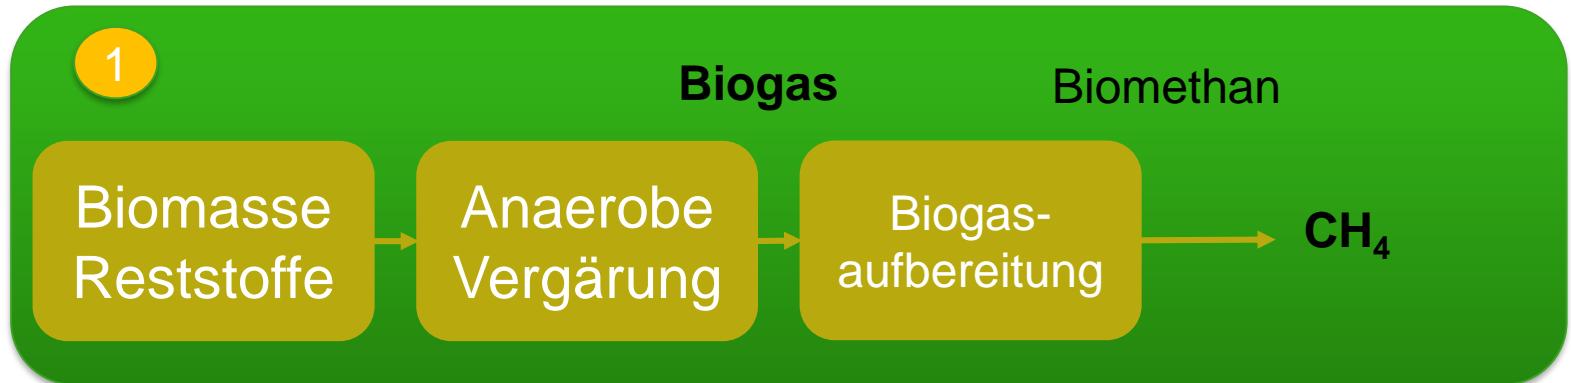 1
Biogas
Biomethan
Biomasse
Reststoffe
Anaerobe
Vergärung
Biogas-
aufbereitung
CH₄